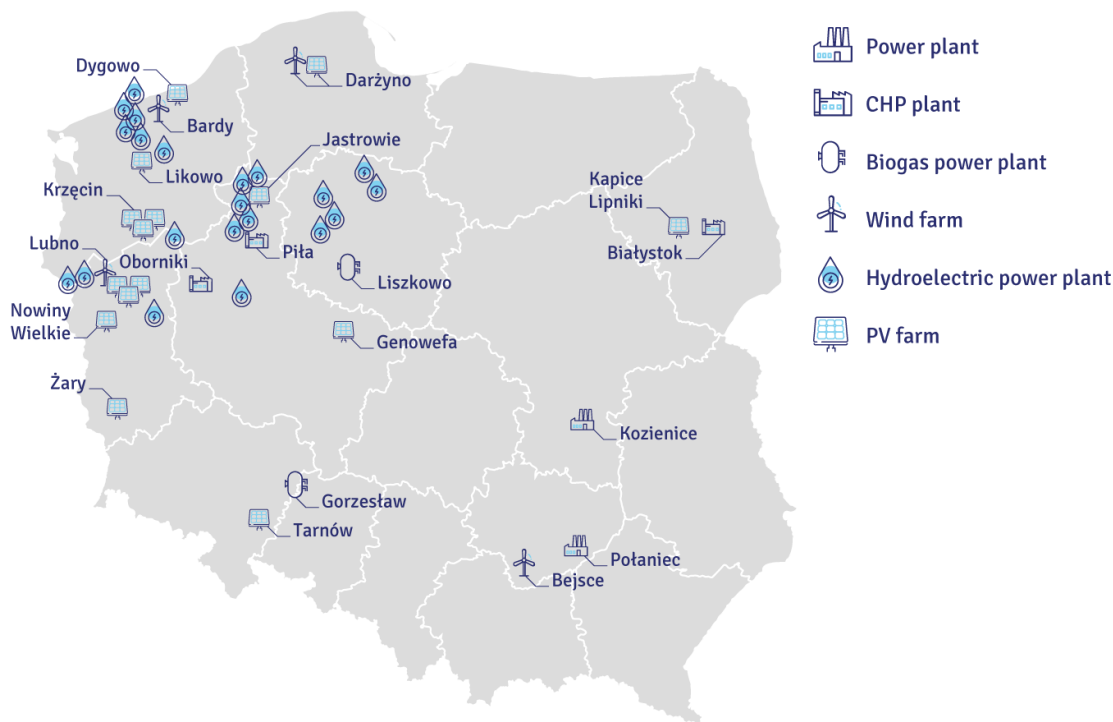 Dygowo
Darżyno
Bardy
Jastrowie
Likowo
Krzęcin
Kapice
Lipniki
Lubno
Oborniki
Piła
Białystok
Liszkowo
Nowiny
Wielkie
Genowefa
Żary
Kozienice
Gorzesław
Tarnów
Połaniec
Bejsce
Power plant
CHP plant
Biogas power plant
Wind farm
Hydroelectric power plant
PV farm